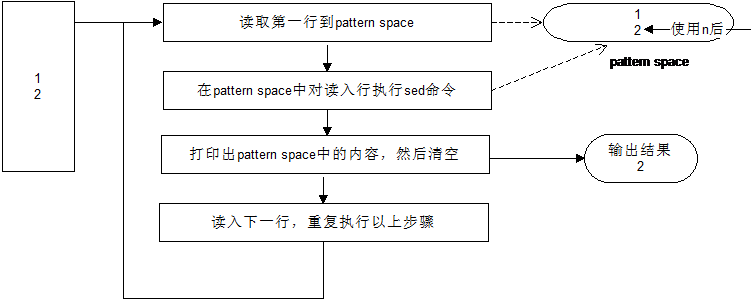 1
2
读取第一行到pattern space
在pattern space中对读入行执行sed命令
打印出pattern space中的内容，然后清空
读入下一行，重复执行以上步骤
1
2
使用n后
pattern space
输出结果
2